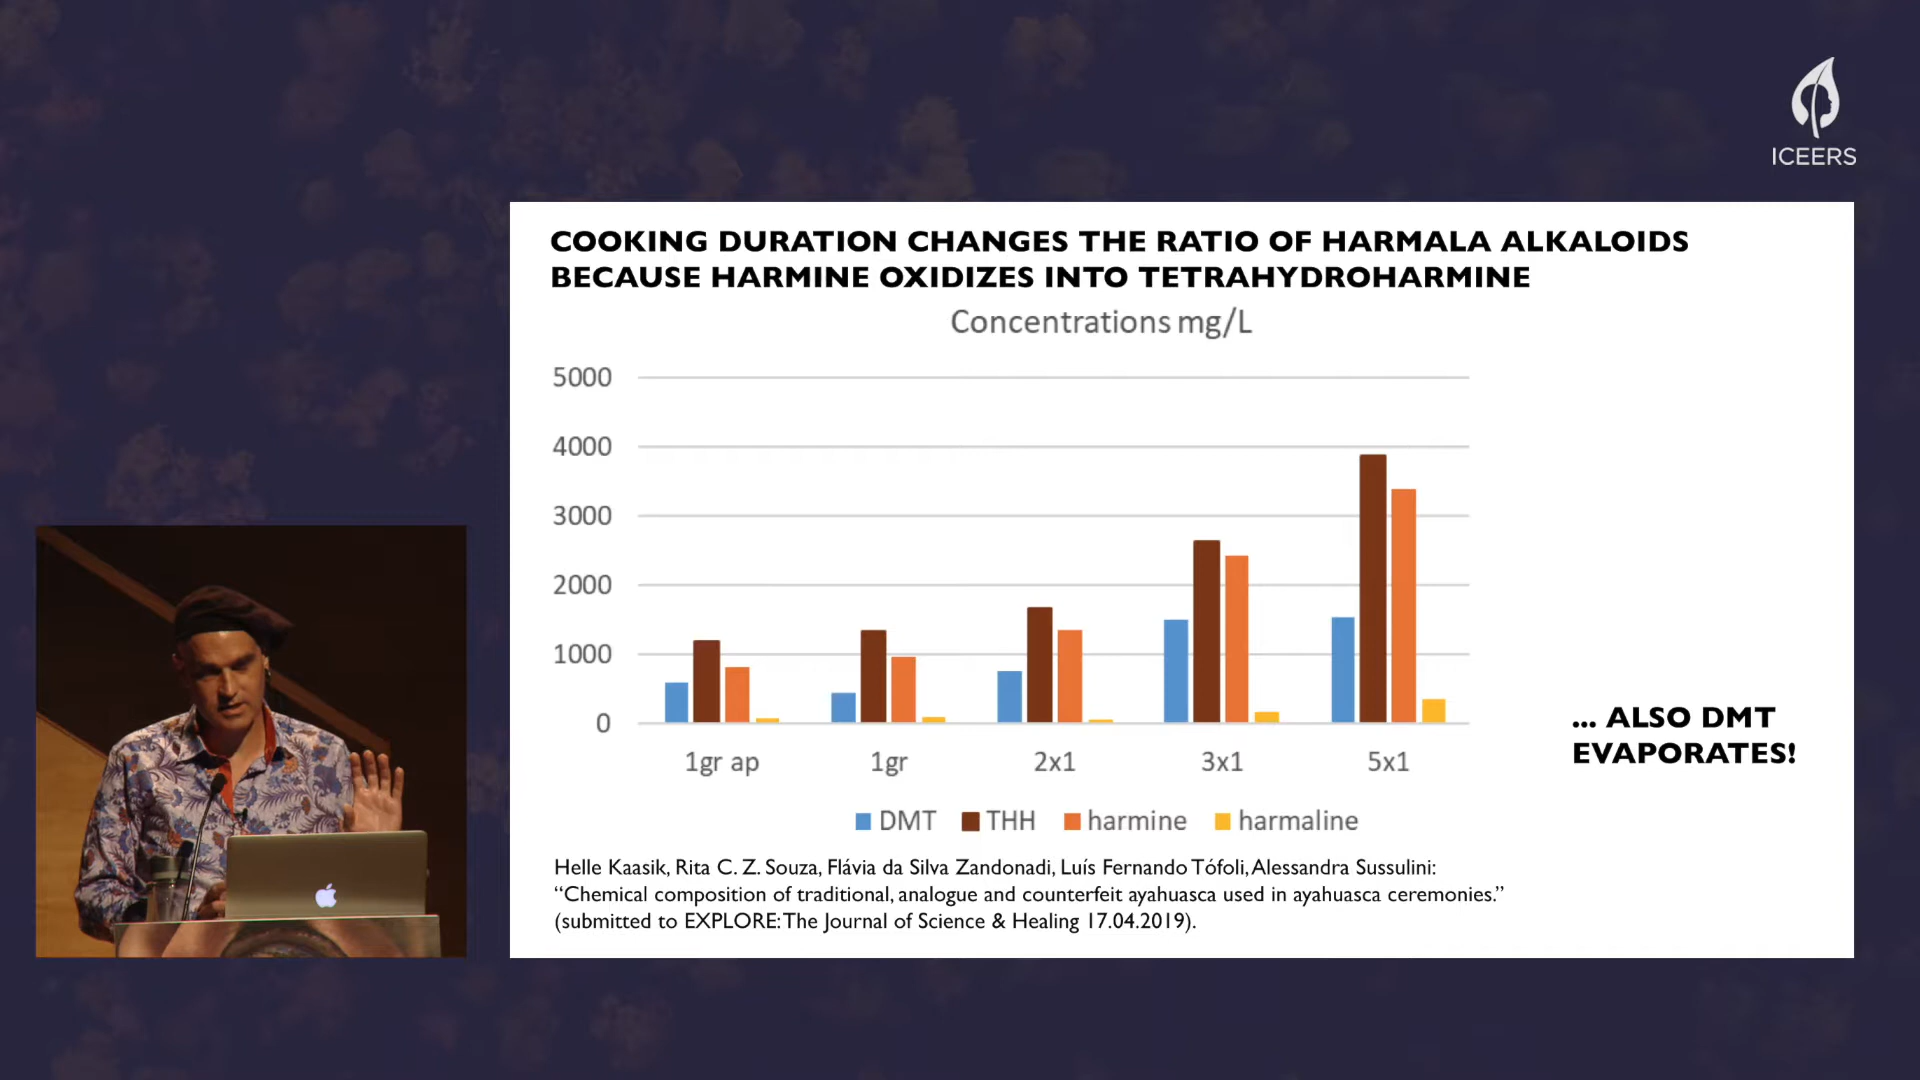 ICEERS
COOKING DURATION CHANGES THE RATIO OF HARMALA ALKALOIDS
BECAUSE HARMINE OXIDIZES INTO TETRAHYDROHARMINE
Concentrations mg/L
5000
4000
3000
2000
1000
0
1gr ap 1gr 2x1 3x1 5x1
DMT THH harmine harmaline
... ALSO DMT
EVAPORATES!
Helle Kaasik, Rita C. Z. Souza, Flávia da Silva Zandonadi, Luís Fernando Tófoli, Alessandra Sussulini:
“Chemical composition of traditional, analogue and counterfeit ayahuasca used in ayahuasca ceremonies.”
(submitted to EXPLORE: The Journal of Science & Healing 17.04.2019).